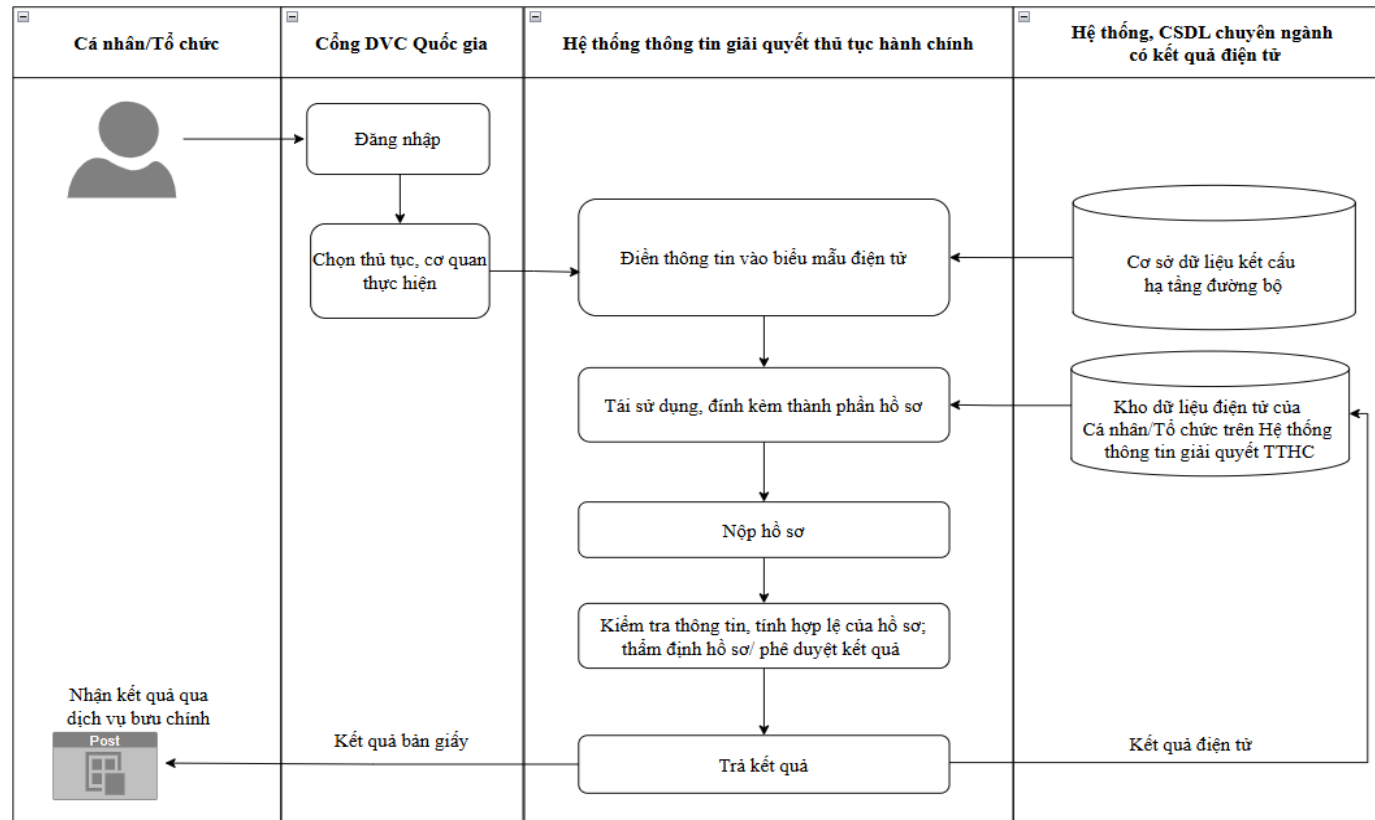 Cá nhân/Tổ chức
Cổng DVC Quốc gia
Hệ thống thông tin giải quyết thủ tục hành chính
Hệ thống, CSDL chuyên ngành
có kết quả điện tử
Đăng nhập
Chọn thủ tục, cơ quan
thực hiện
Điền thông tin vào biểu mẫu điện tử
Cơ sở dữ liệu kết cấu
hạ tầng đường bộ
Tái sử dụng, đính kèm thành phần hồ sơ
Kho dữ liệu điện tử của
Cá nhân/Tổ chức trên Hệ thống
thông tin giải quyết TTHC
Nộp hồ sơ
Kiểm tra thông tin, tính hợp lệ của hồ sơ;
thẩm định hồ sơ/ phê duyệt kết quả
Nhận kết quả qua
dịch vụ bưu chính
Post
Kết quả bản giấy
Trả kết quả
Kết quả điện tử